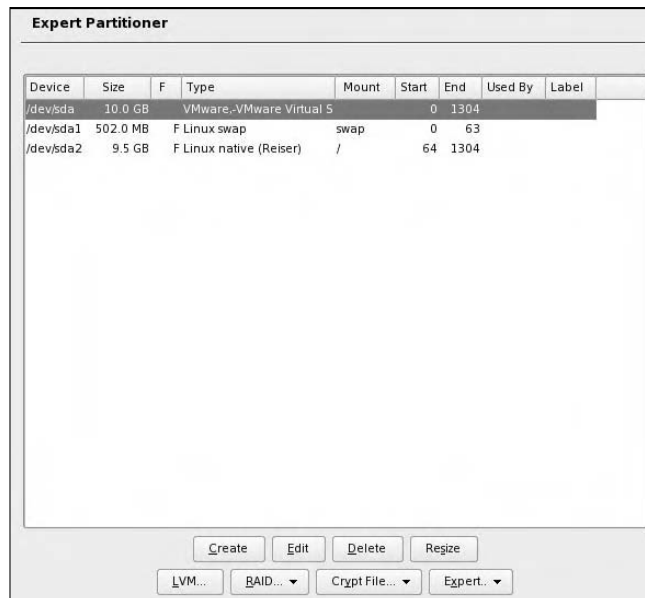 Expert Partitioner
Device Size F Type Mount Start End Used By Label
/dev/sda 10.0 GB VMware,-VMware Virtual S 0 1304
/dev/sda1 502.0 MB F Linux swap swap 0 63
/dev/sda2 9.5 GB F Linux native (Reiser) / 64 1304
Create Edit Delete Resize
LVM... RAID... Crypt File... Expert..